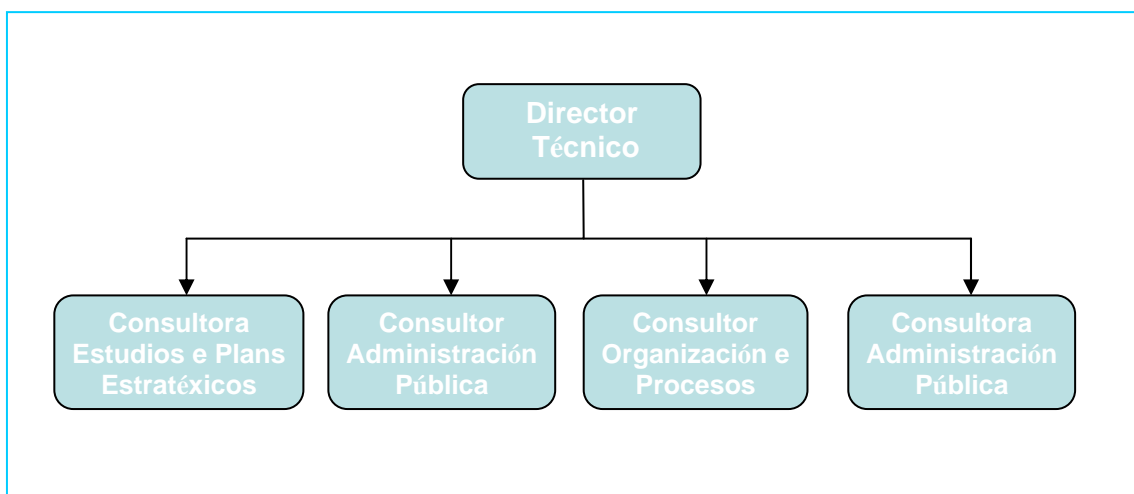 Director
Técnico
Consultora
Estudios e Plans
Estratéxicos
Consultor
Administración
Pública
Consultor
Organización e
Procesos
Consultora
Administración
Pública